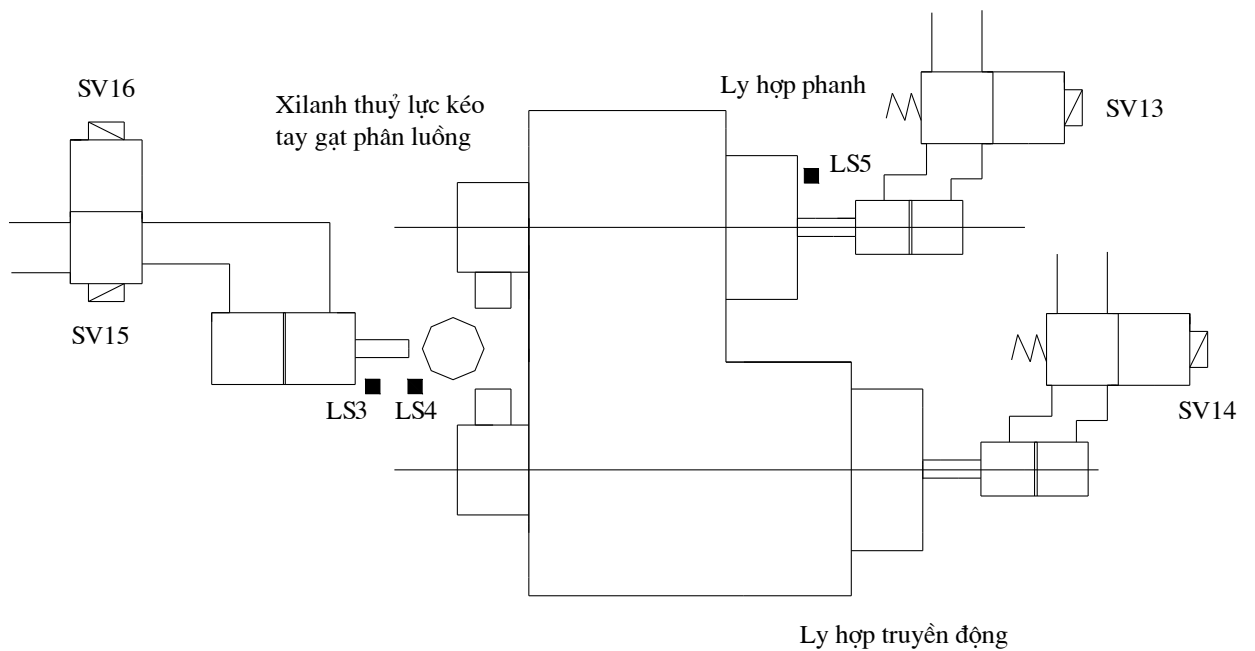 SV16
Xilanh thuỷ lực kéo
tay gạt phân luồng
Ly hợp phanh
SV13
LS5
SV15
LS3
LS4
SV14
Ly hợp truyền động